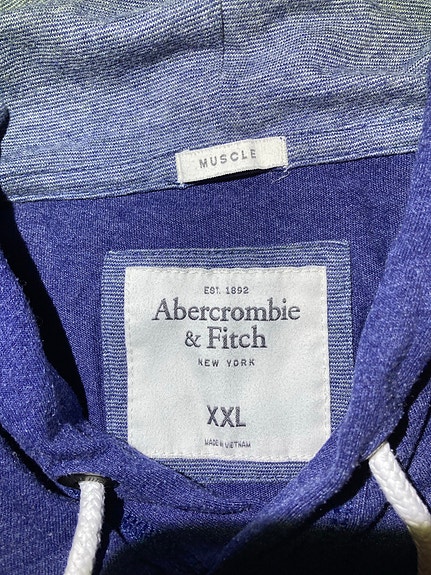 MUSCLE
EST. 1892
Abercrombie
& Fitch
NEW YORK
XXL
MADE IN VIETNAM